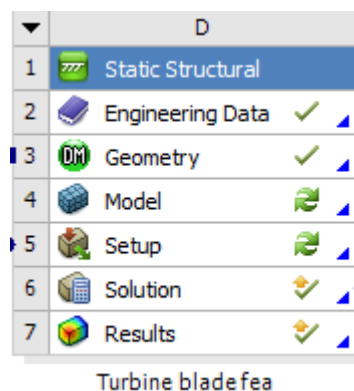 D
1 Static Structural
2 Engineering Data
3 DM Geometry
4 Model
5 Setup
6 Solution
7 Results
Turbine blade fea